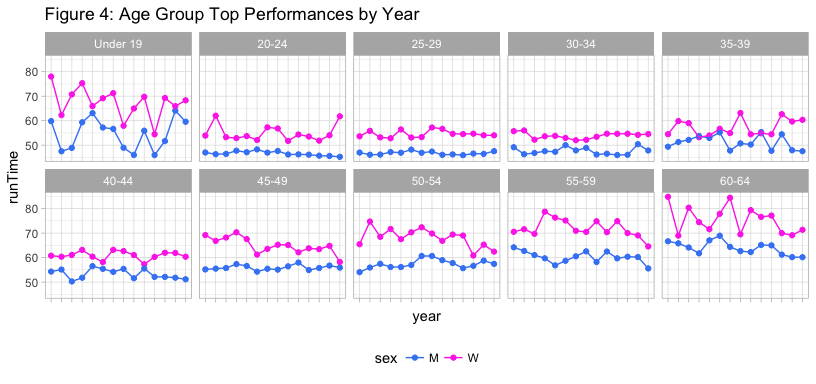 Figure 4: Age Group Top Performances by Year
Under 19 20-24 25-29 30-34 35-39
80
70
60
50
40-44 45-49 50-54 55-59 60-64
80
70
60
50
runTime
year
sex M W